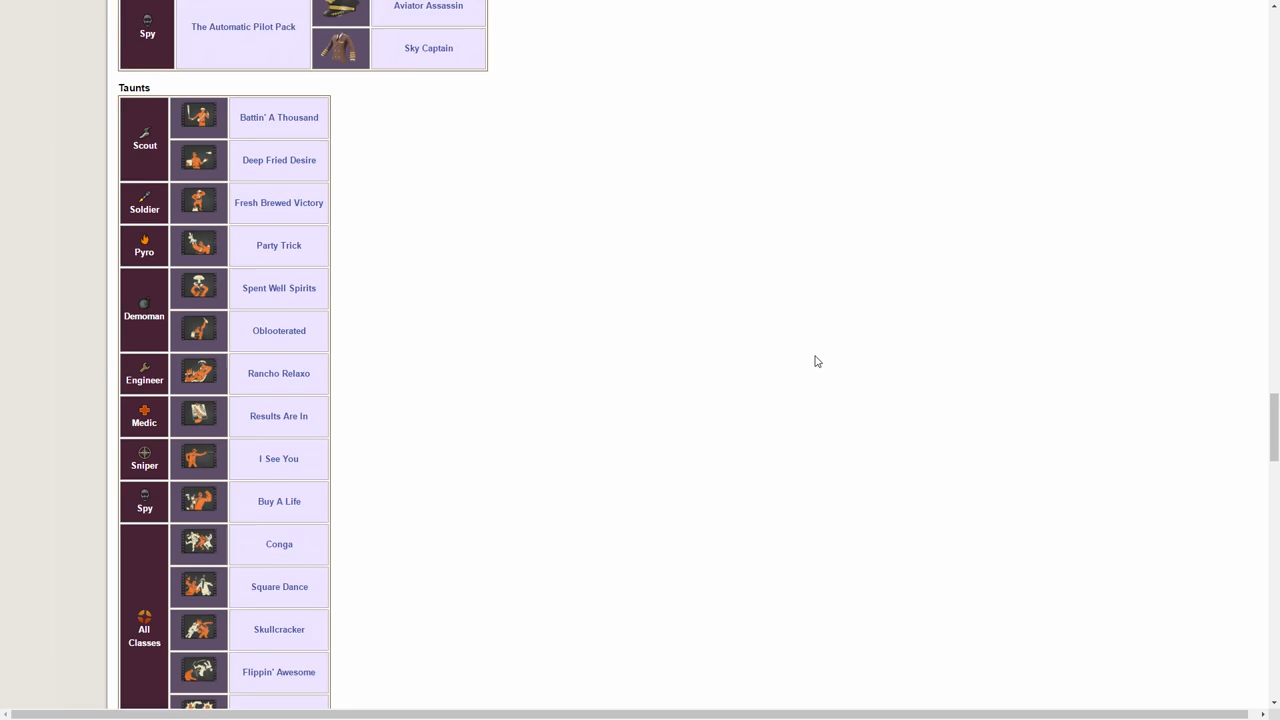 Aviator Assassin
Spy
The Automatic Pilot Pack
Sky Captain
Taunts
Scout
Battin' A Thousand
Deep Fried Desire
Soldier
Fresh Brewed Victory
Pyro
Party Trick
Demoman
Spent Well Spirits
Oblooterated
Engineer
Rancho Relaxo
Medic
Results Are In
Sniper
I See You
Spy
Buy A Life
All
Classes
Conga
Square Dance
Skullcracker
Flippin' Awesome